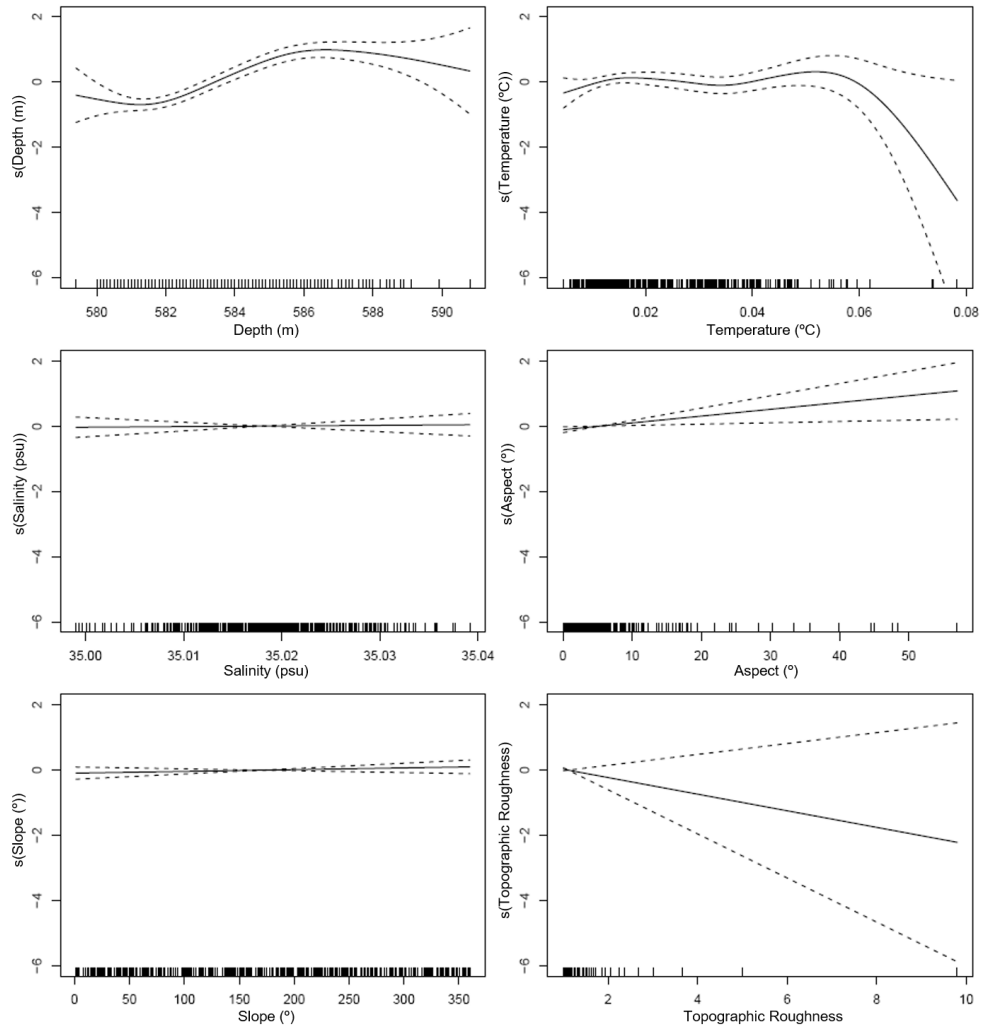 2
0
−2
−4
−6
s(Depth (m))
580 582 584 586 588 590
Depth (m)
2
0
−2
−4
−6
s(Temperature (ºC))
0.02 0.04 0.06 0.08
Temperature (ºC)
2
0
−2
−4
−6
s(Salinity (psu))
35.00 35.01 35.02 35.03 35.04
Salinity (psu)
2
0
−2
−4
−6
s(Aspect (º))
0 10 20 30 40 50
Aspect (º)
2
0
−2
−4
−6
s(Slope (º))
0 50 100 150 200 250 300 350
Slope (º)
2
0
−2
−4
−6
s(Topographic Roughness)
2 4 6 8 10
Topographic Roughness